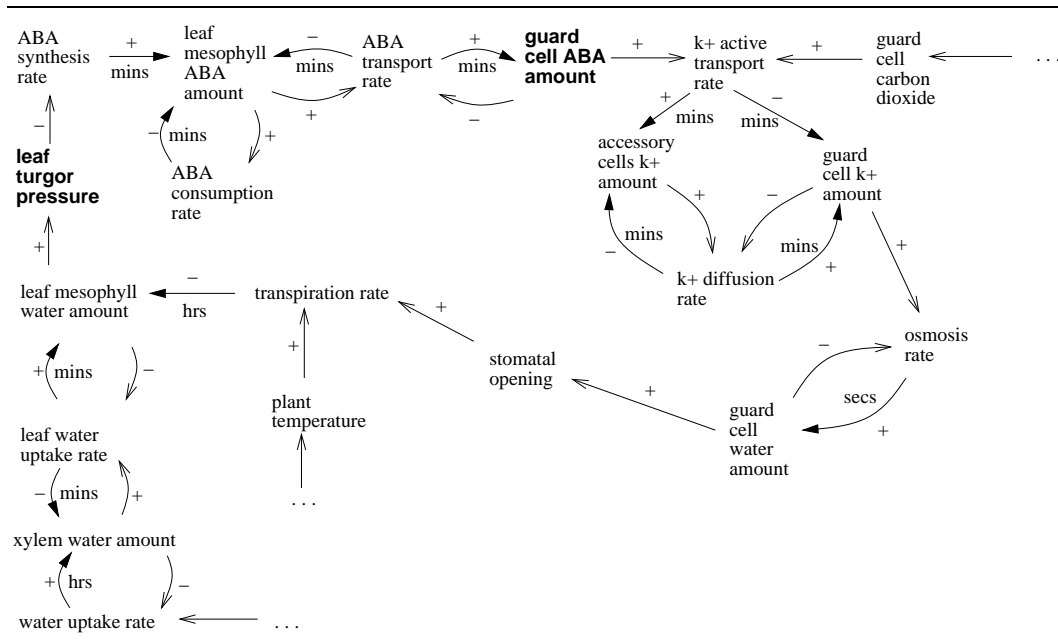 ABA
synthesis
rate
+
mins
leaf
mesophyll
ABA
amount
−
mins
+
ABA
transport
rate
+
mins
−
guard
cell ABA
amount
+
k+ active
transport
rate
+
guard
cell
carbon
dioxide
...
−
leaf
turgor
pressure
−
mins
+
ABA
consumption
rate
+
mins
−
mins
accessory
cells k+
amount
guard
cell k+
amount
+
−
−
mins
mins
+
k+ diffusion
rate
+
+
leaf mesophyll
water amount
−
hrs
transpiration rate
+
stomatal
opening
+
osmosis
rate
−
secs
+
guard
cell
water
amount
+
plant
temperature
...
+
mins
−
leaf water
uptake rate
−
mins
+
xylem water amount
+
hrs
−
water uptake rate
...